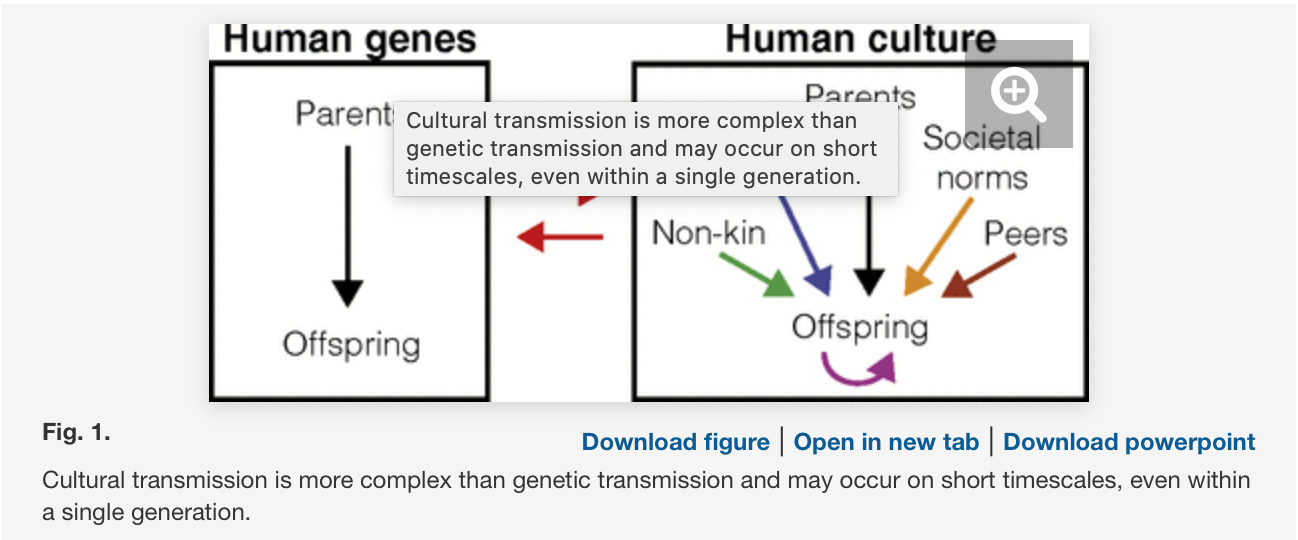 Human genes
Human culture
Parents
Parents
Cultural transmission is more complex than
genetic transmission and may occur on short
timescales, even within a single generation.
Societal
norms
Non-kin
Peers
Offspring
Offspring
Fig. 1.
Download figure | Open in new tab | Download powerpoint
Cultural transmission is more complex than genetic transmission and may occur on short timescales, even within
a single generation.